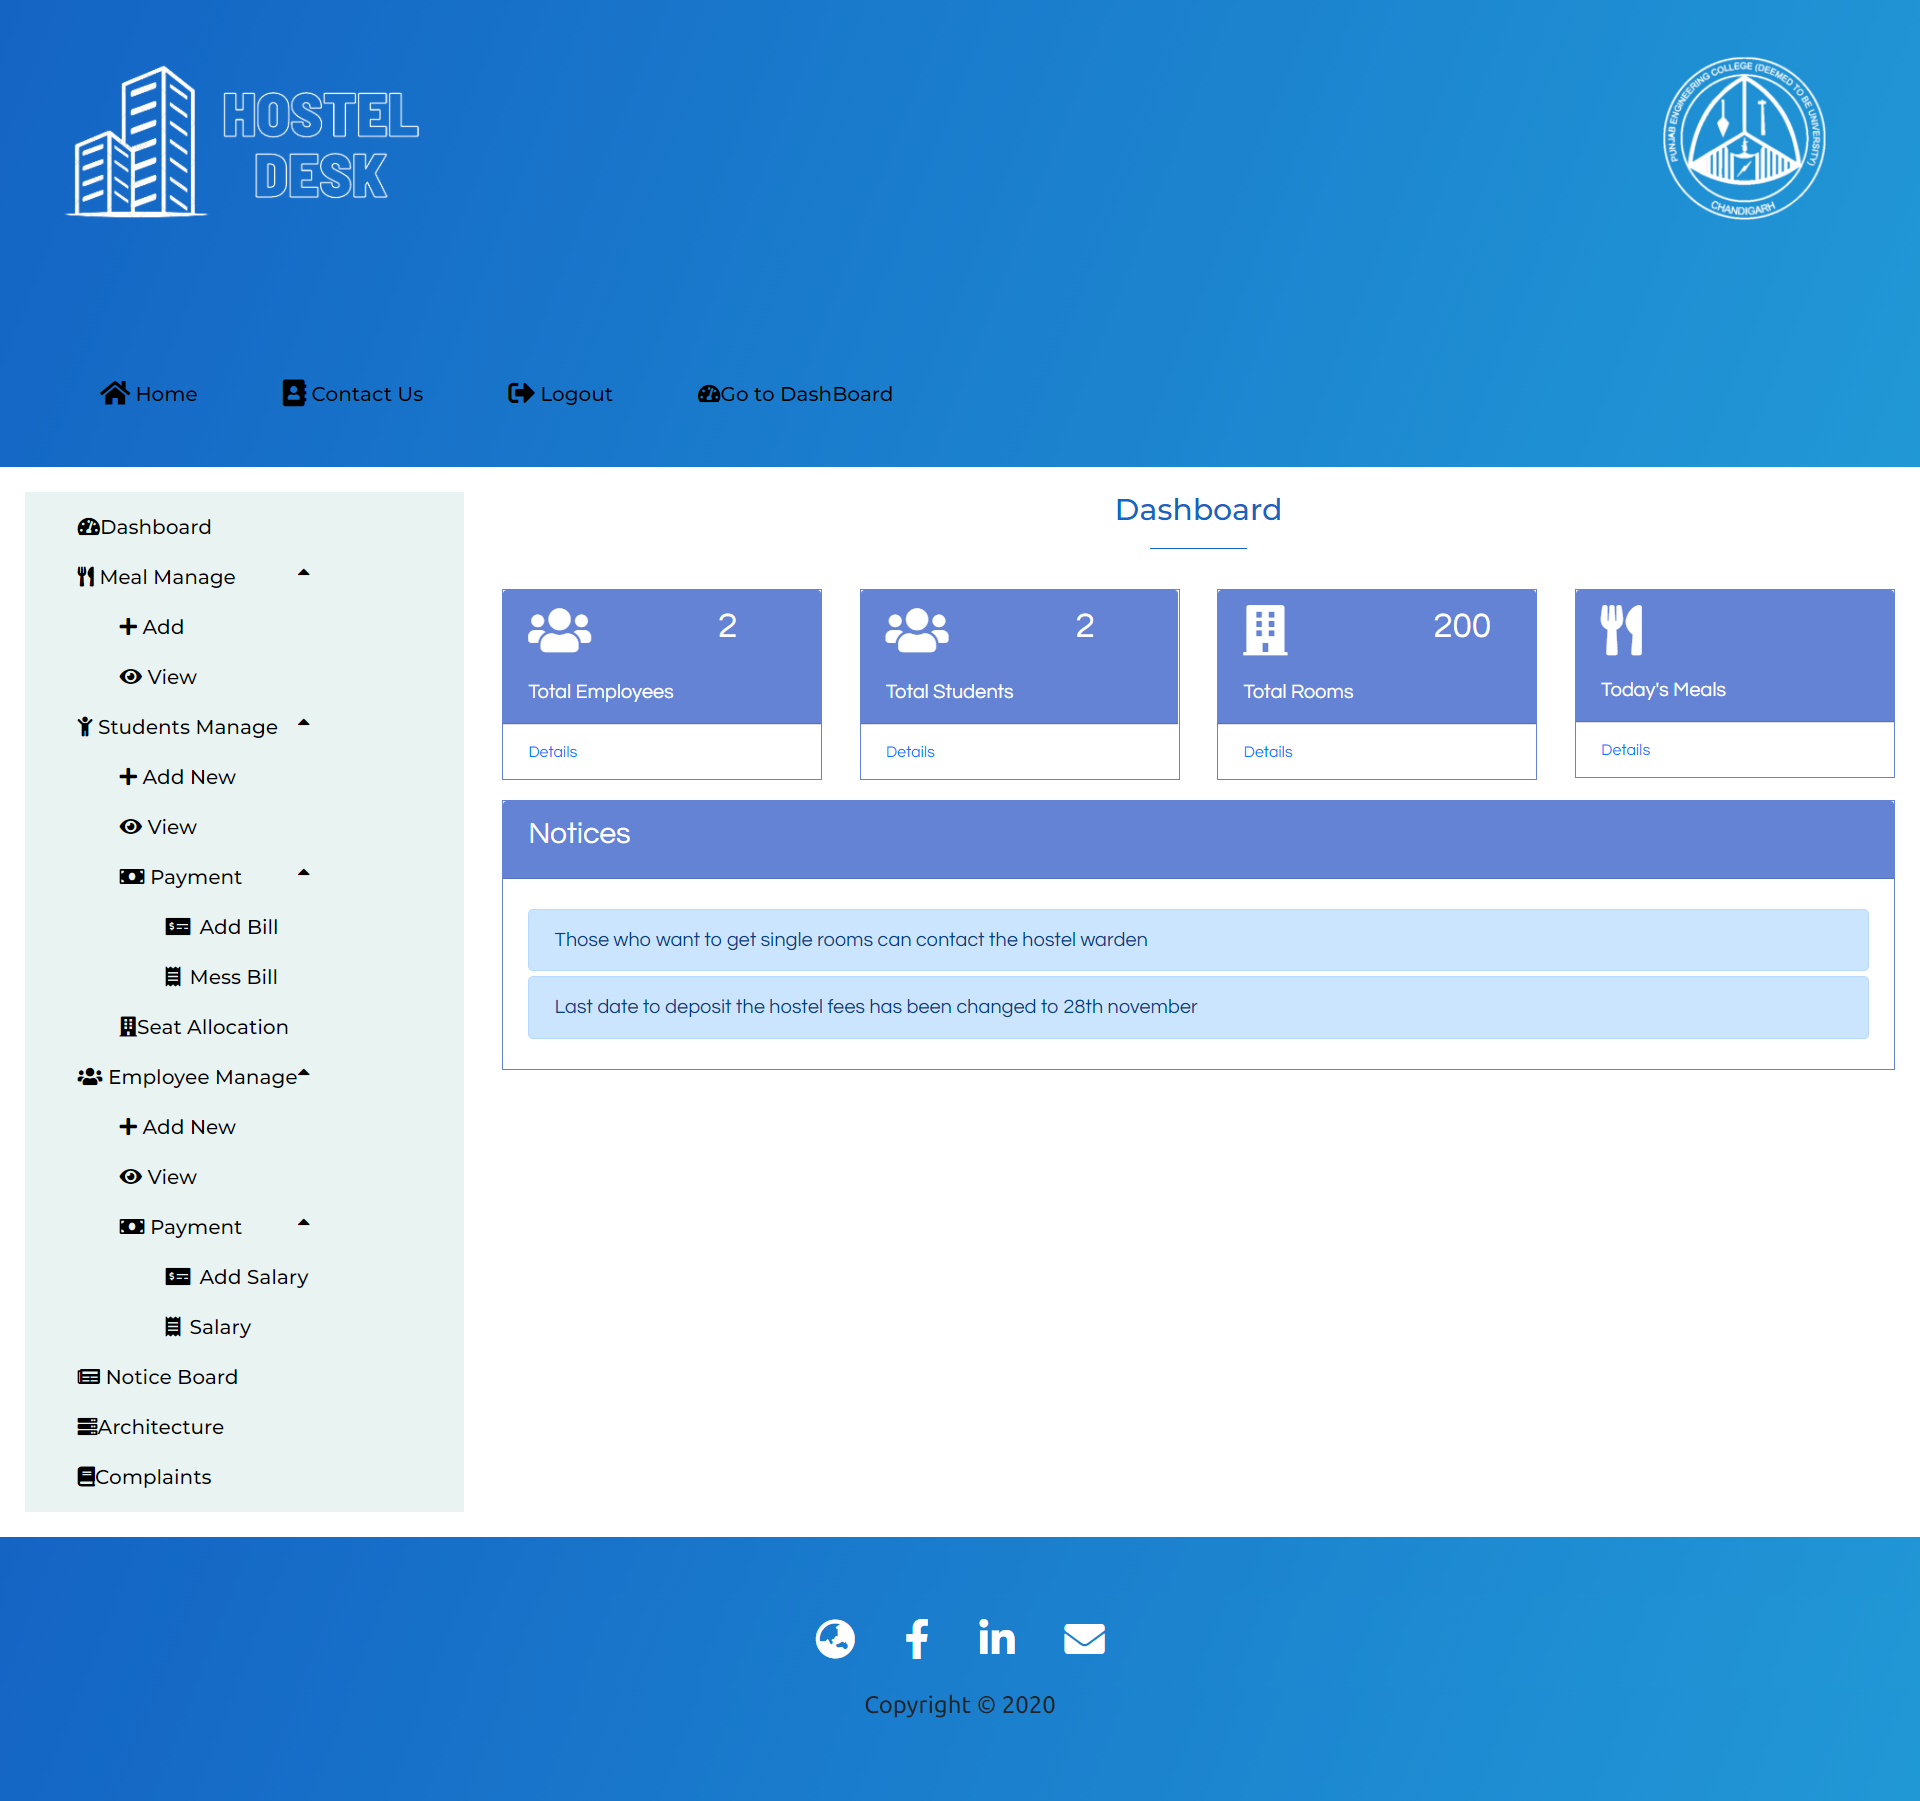 HOSTEL
DESK
PUNJAB ENGINEERING COLLEGE (DEEMED TO BE UNIVERSITY)
CHANDIGARH
Home
Contact Us
Logout
Go to DashBoard
Dashboard
Meal Manage
Add
View
Students Manage
Add New
View
Payment
Add Bill
Mess Bill
Seat Allocation
Employee Manage
Add New
View
Payment
Add Salary
Salary
Notice Board
Architecture
Complaints
Dashboard
2
Total Employees
Details
2
Total Students
Details
200
Total Rooms
Details
Today's Meals
Details
Notices
Those who want to get single rooms can contact the hostel warden
Last date to deposit the hostel fees has been changed to 28th november
Copyright © 2020